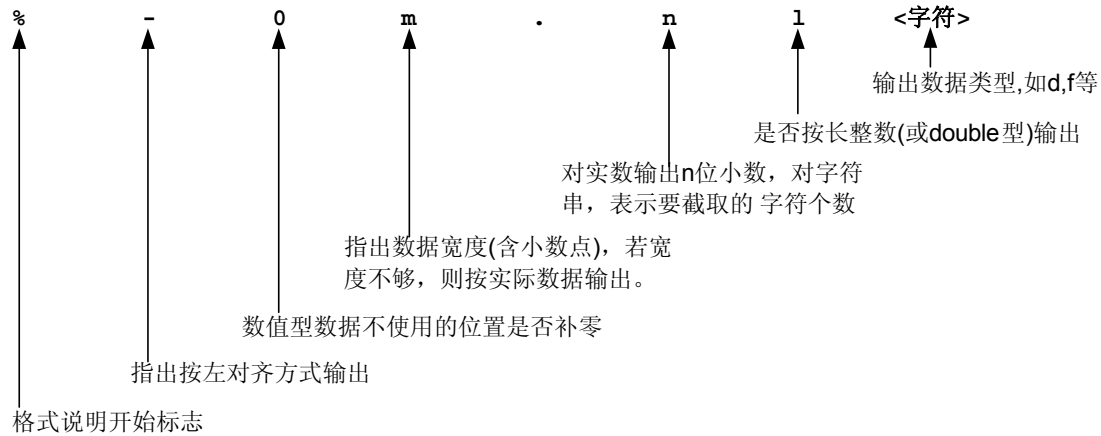 % - 0 m . n l <字符>
输出数据类型,如d,f等
是否按长整数(或double型)输出
对实数输出n位小数，对字符
串，表示要截取的 字符个数
指出数据宽度(含小数点)，若宽
度不够，则按实际数据输出。
数值型数据不使用的位置是否补零
指出按左对齐方式输出
格式说明开始标志